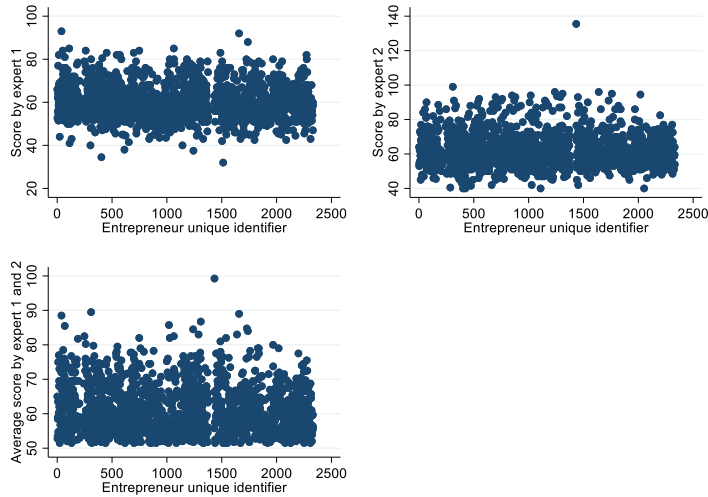 Score by expert 1
100
80
60
40
20
0 500 1000 1500 2000 2500
Entrepreneur unique identifier
Score by expert 2
140
120
100
80
60
40
0 500 1000 1500 2000 2500
Entrepreneur unique identifier
Average score by expert 1 and 2
100
90
80
70
60
50
0 500 1000 1500 2000 2500
Entrepreneur unique identifier